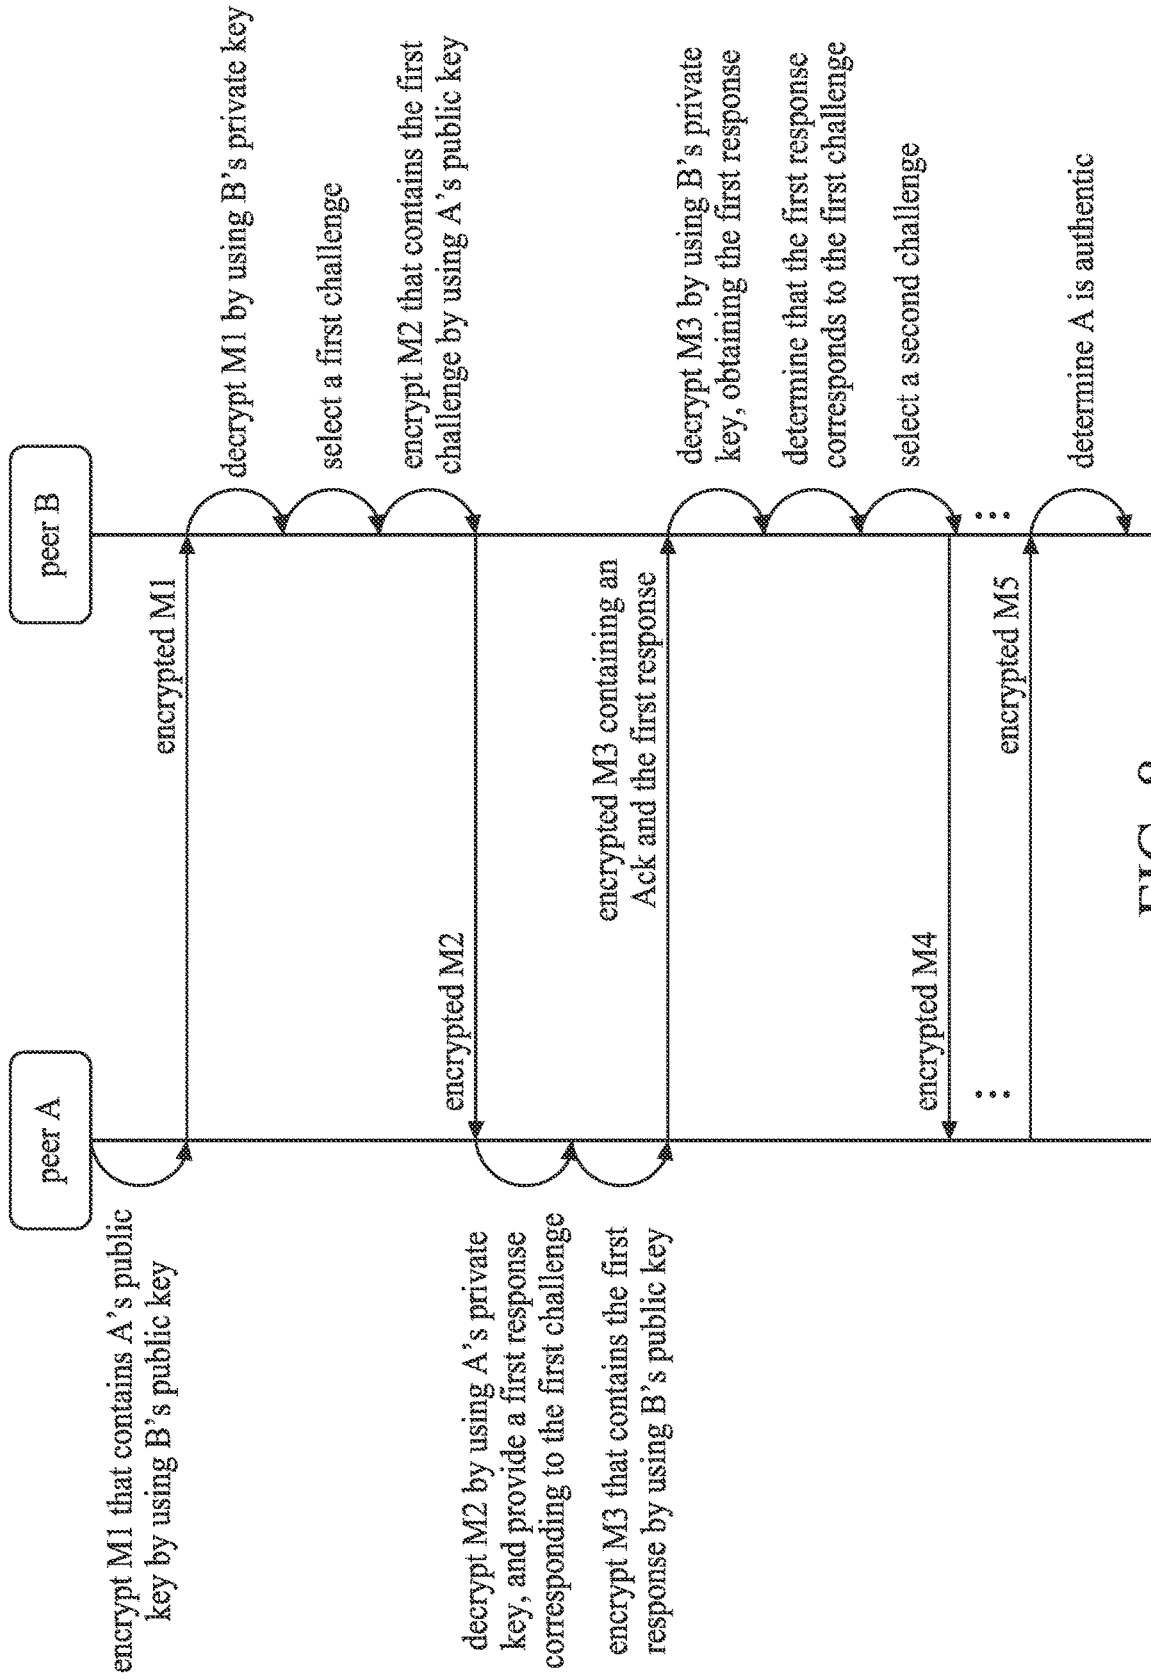 peer A
peer B
encrypt M1 that contains A's public
key by using B's public key
encrypted M1
decrypt M1 by using B's private key
select a first challenge
encrypt M2 that contains the first
challenge by using A's public key
encrypted M2
decrypt M2 by using A's private
key, and provide a first response
corresponding to the first challenge
encrypt M3 that contains the first
response by using B's public key
encrypted M3 containing an
Ack and the first response
decrypt M3 by using B's private
key, obtaining the first response
determine that the first response
corresponds to the first challenge
select a second challenge
encrypted M4
...
...
encrypted M5
determine A is authentic